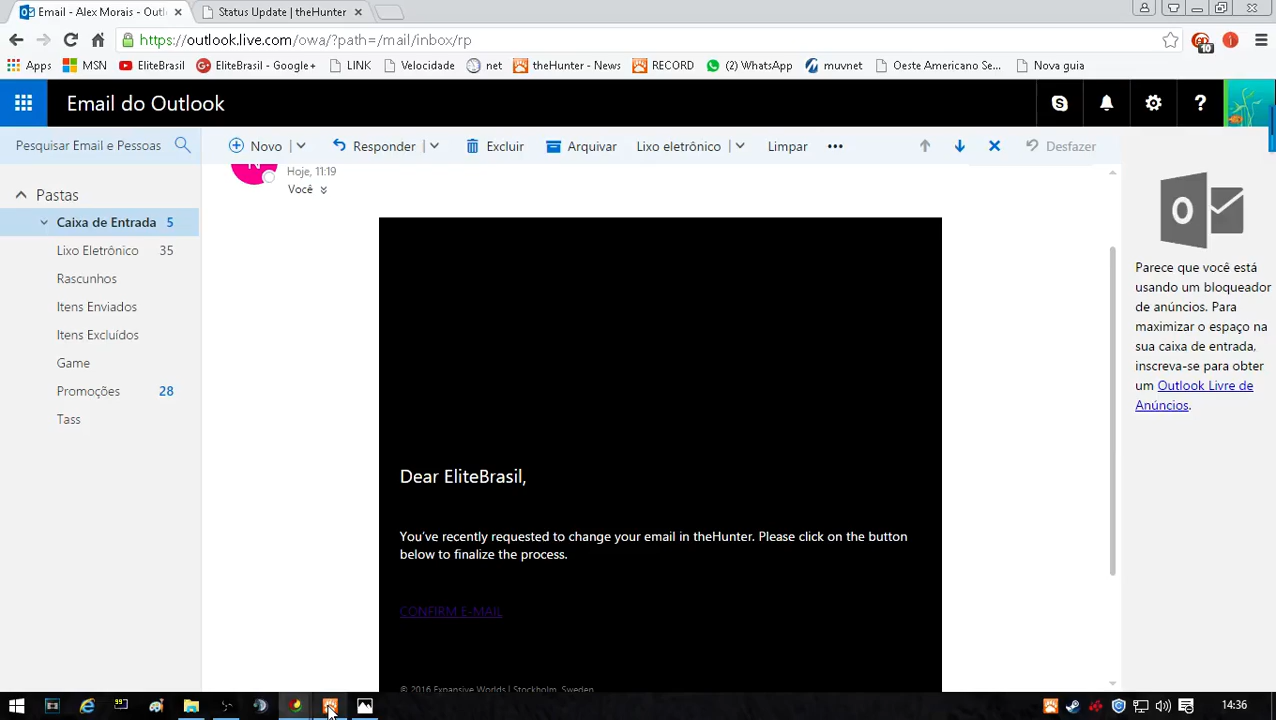 Email - Alex Morais - Outl
Status Update | theHunter
https://outlook.live.com/owa/?path=/mail/inbox/rp
10
Apps MSN EliteBrasil EliteBrasil - Google+ LINK Velocidade net theHunter - News RECORD (2) WhatsApp muvnet Oeste Americano Se... Nova guia
Email do Outlook
Pesquisar Email e Pessoas
Novo Responder Excluir Arquivar Lixo eletrônico Limpar Desfazer
Hoje, 11:19
Você
Pastas
Caixa de Entrada 5
Lixo Eletrônico 35
Rascunhos
Itens Enviados
Itens Excluídos
Game
Promoções 28
Tass
Dear EliteBrasil,
You've recently requested to change your email in theHunter. Please click on the button
below to finalize the process.
CONFIRM E-MAIL
© 2016 Expansive Worlds | Stockholm, Sweden
Parece que você está
usando um bloqueador
de anúncios. Para
maximizar o espaço na
sua caixa de entrada,
inscreva-se para obter
um Outlook Livre de
Anúncios.
14:36